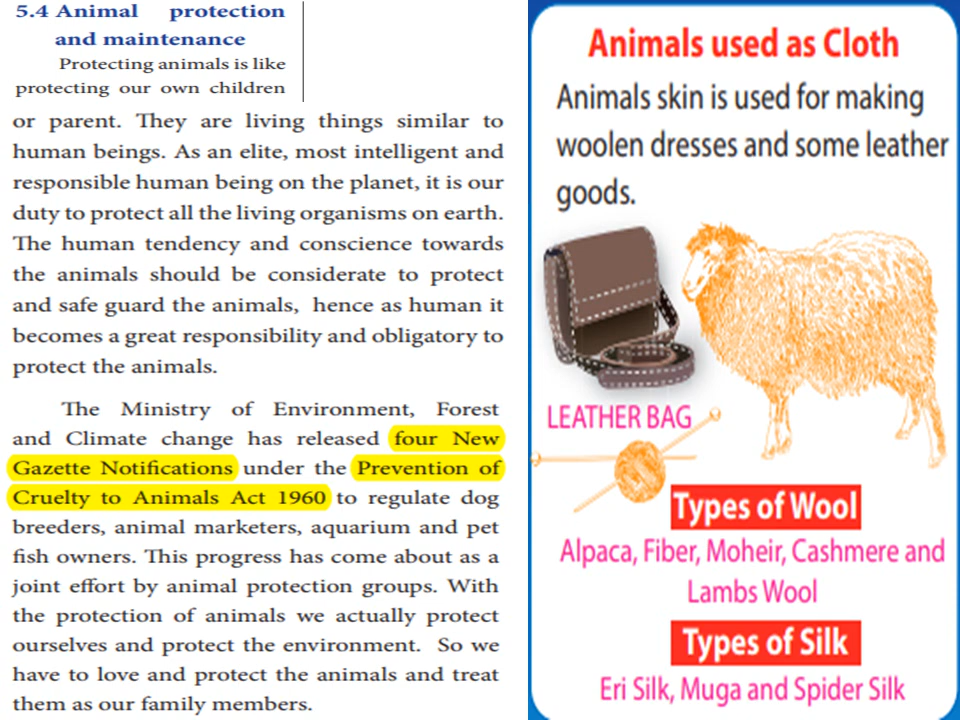 5.4 Animal protection
and maintenance
Protecting animals is like
protecting our own children
or parent. They are living things similar to
human beings. As an elite, most intelligent and
responsible human being on the planet, it is our
duty to protect all the living organisms on earth.
The human tendency and conscience towards
the animals should be considerate to protect
and safe guard the animals, hence as human it
becomes a great responsibility and obligatory to
protect the animals.
The Ministry of Environment, Forest
and Climate change has released four New
Gazette Notifications under the Prevention of
Cruelty to Animals Act 1960 to regulate dog
breeders, animal marketers, aquarium and pet
fish owners. This progress has come about as a
joint effort by animal protection groups. With
the protection of animals we actually protect
ourselves and protect the environment. So we
have to love and protect the animals and treat
them as our family members.
Animals used as Cloth
Animals skin is used for making
woolen dresses and some leather
goods.
LEATHER BAG
Types of Wool
Alpaca, Fiber, Moheir, Cashmere and
Lambs Wool
Types of Silk
Eri Silk, Muga and Spider Silk